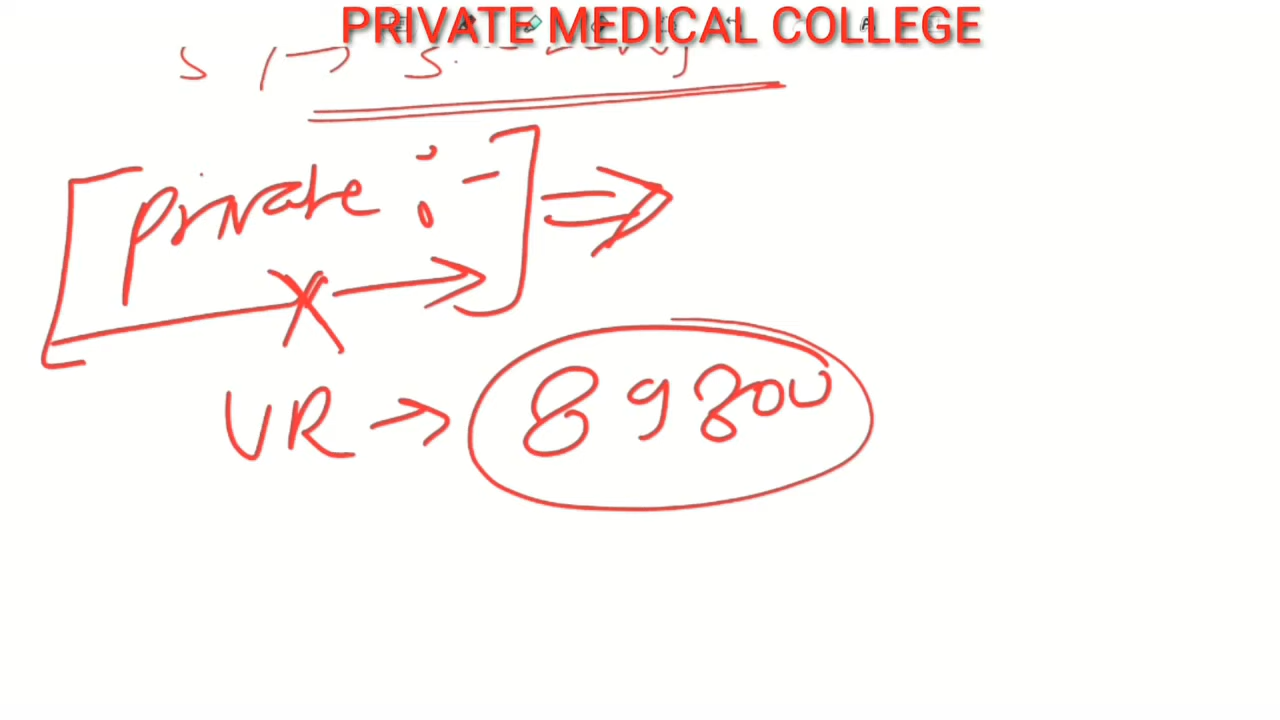 PRIVATE MEDICAL COLLEGE
[private :-] ⇒
UR → 89800